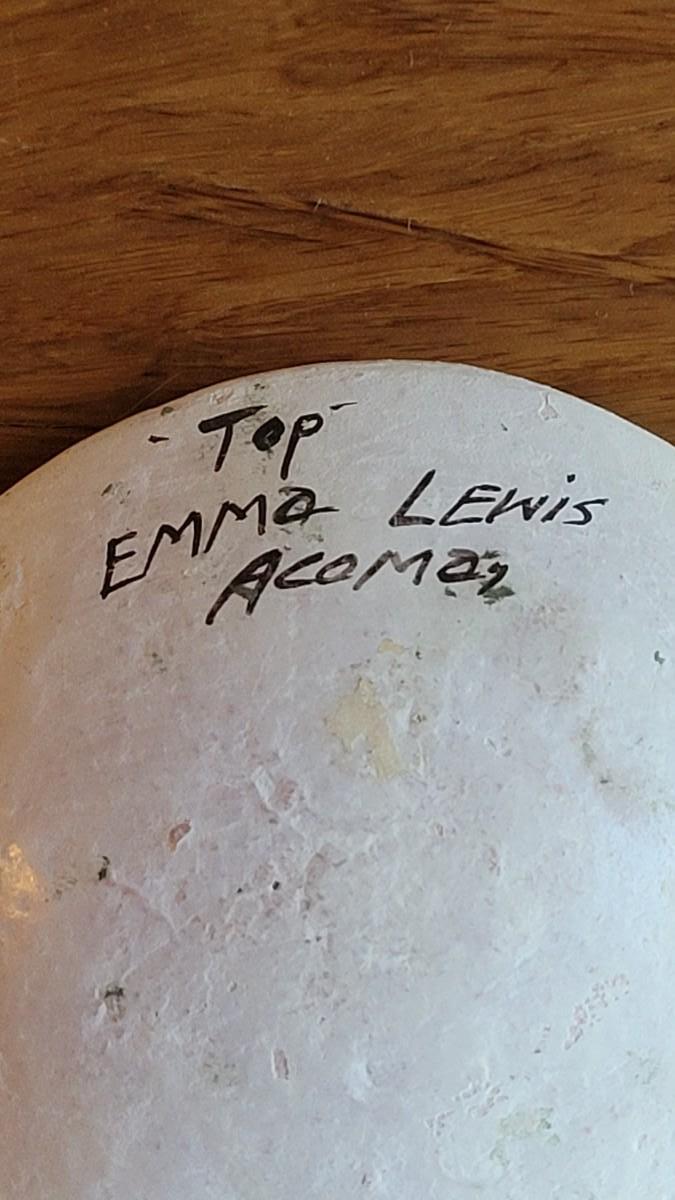 - Top -
EMMa LEWis
AcoMa,